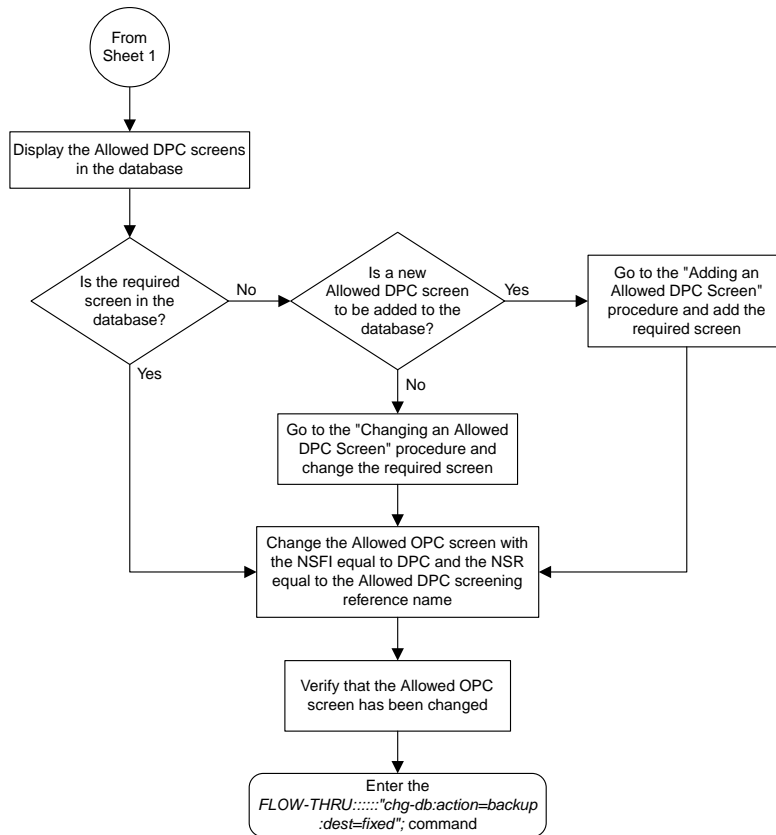 From
Sheet 1
Display the Allowed DPC screens
in the database
Is the required
screen in the
database?
No
Yes
Is a new
Allowed DPC screen
to be added to the
database?
Yes
No
Go to the "Adding an
Allowed DPC Screen"
procedure and add the
required screen
Go to the "Changing an Allowed
DPC Screen" procedure and
change the required screen
Change the Allowed OPC screen with
the NSFI equal to DPC and the NSR
equal to the Allowed DPC screening
reference name
Verify that the Allowed OPC
screen has been changed
Enter the
FLOW-THRU::::::"chg-db:action=backup
:dest=fixed"; command